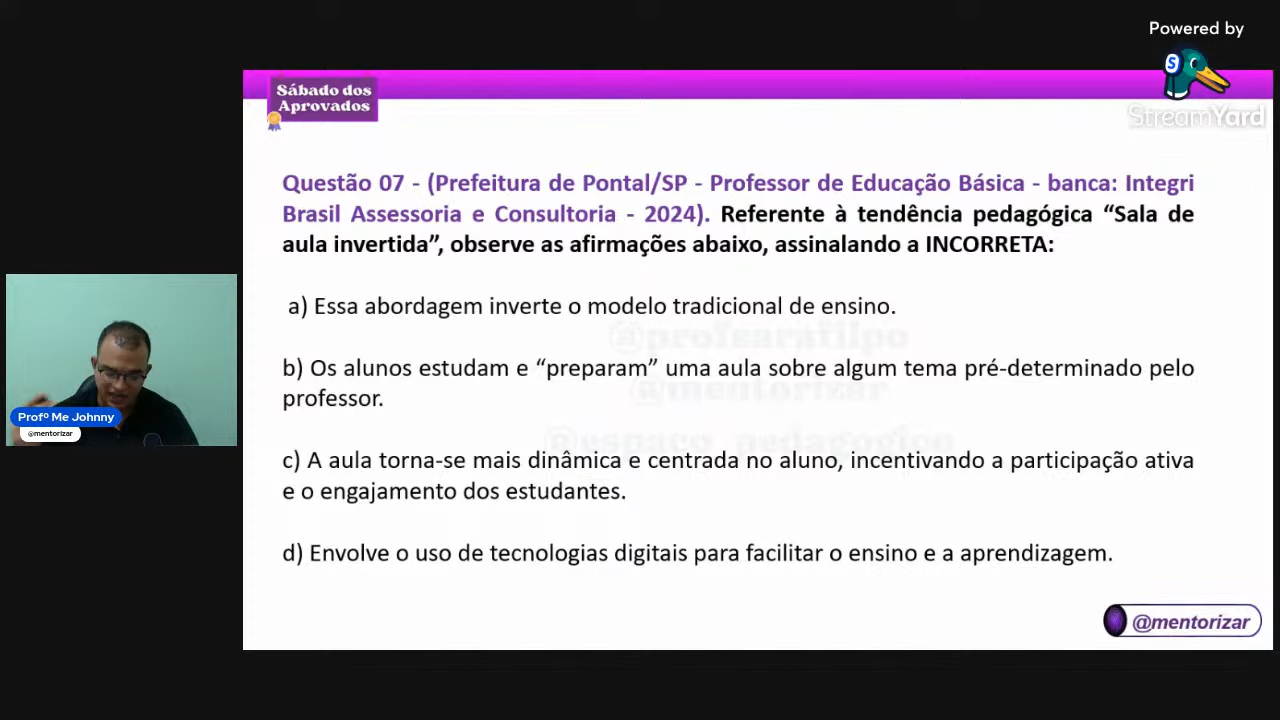 Powered by
S
StreamYard
Sábado dos
Aprovados
Questão 07 - (Prefeitura de Pontal/SP - Professor de Educação Básica - banca: Integri
Brasil Assessoria e Consultoria - 2024). Referente à tendência pedagógica “Sala de
aula invertida”, observe as afirmações abaixo, assinalando a INCORRETA:
a) Essa abordagem inverte o modelo tradicional de ensino.
@profsarafilpo
b) Os alunos estudam e “preparam” uma aula sobre algum tema pré-determinado pelo
professor.
@mentorizar
@espaço_pedagogico
c) A aula torna-se mais dinâmica e centrada no aluno, incentivando a participação ativa
e o engajamento dos estudantes.
d) Envolve o uso de tecnologias digitais para facilitar o ensino e a aprendizagem.
Profº Me Johnny
@mentorizar
@mentorizar